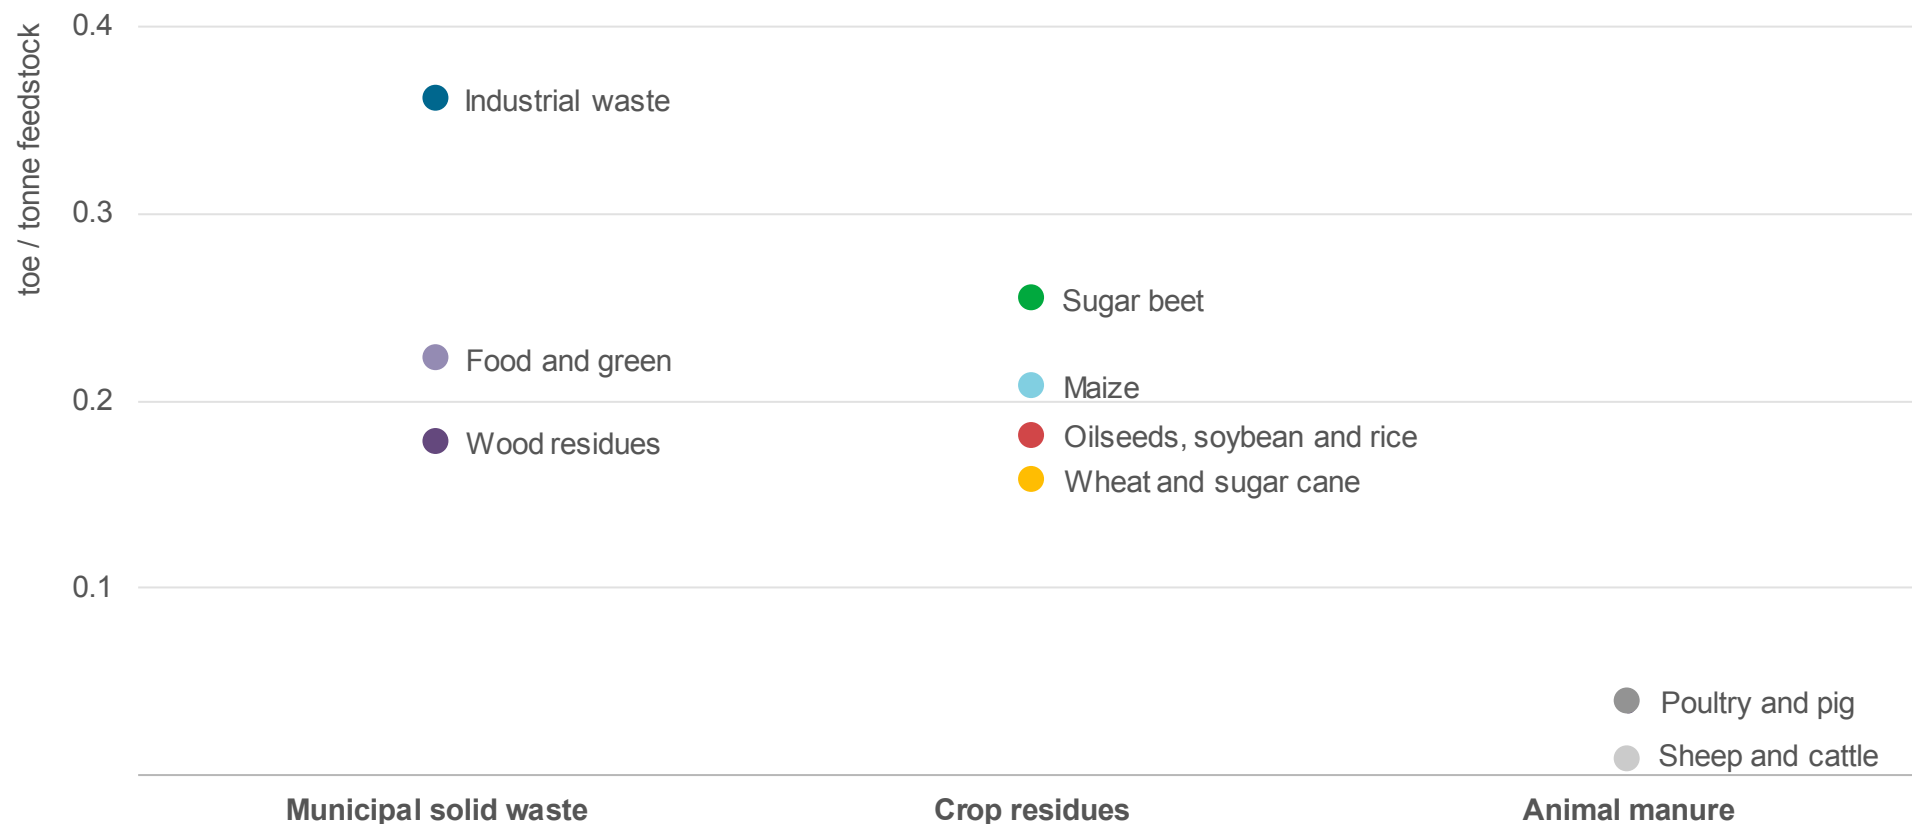 toe / tonne feedstock
0.4
0.3
0.2
0.1
Industrial waste
Food and green
Wood residues
Sugar beet
Maize
Oilseeds, soybean and rice
Wheat and sugar cane
Poultry and pig
Sheep and cattle
Municipal solid waste
Crop residues
Animal manure